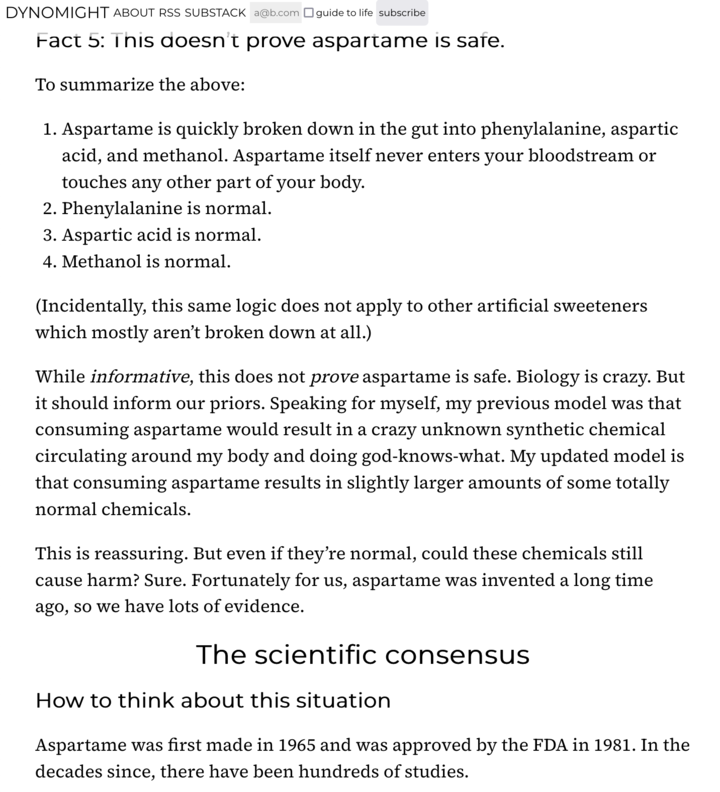 DYNOMIGHT ABOUT RSS SUBSTACK a@b.com guide to life subscribe
Fact 5: This doesn't prove aspartame is safe.
To summarize the above:
1. Aspartame is quickly broken down in the gut into phenylalanine, aspartic
acid, and methanol. Aspartame itself never enters your bloodstream or
touches any other part of your body.
2. Phenylalanine is normal.
3. Aspartic acid is normal.
4. Methanol is normal.
(Incidentally, this same logic does not apply to other artificial sweeteners
which mostly aren’t broken down at all.)
While informative, this does not prove aspartame is safe. Biology is crazy. But
it should inform our priors. Speaking for myself, my previous model was that
consuming aspartame would result in a crazy unknown synthetic chemical
circulating around my body and doing god-knows-what. My updated model is
that consuming aspartame results in slightly larger amounts of some totally
normal chemicals.
This is reassuring. But even if they’re normal, could these chemicals still
cause harm? Sure. Fortunately for us, aspartame was invented a long time
ago, so we have lots of evidence.
The scientific consensus
How to think about this situation
Aspartame was first made in 1965 and was approved by the FDA in 1981. In the
decades since, there have been hundreds of studies.